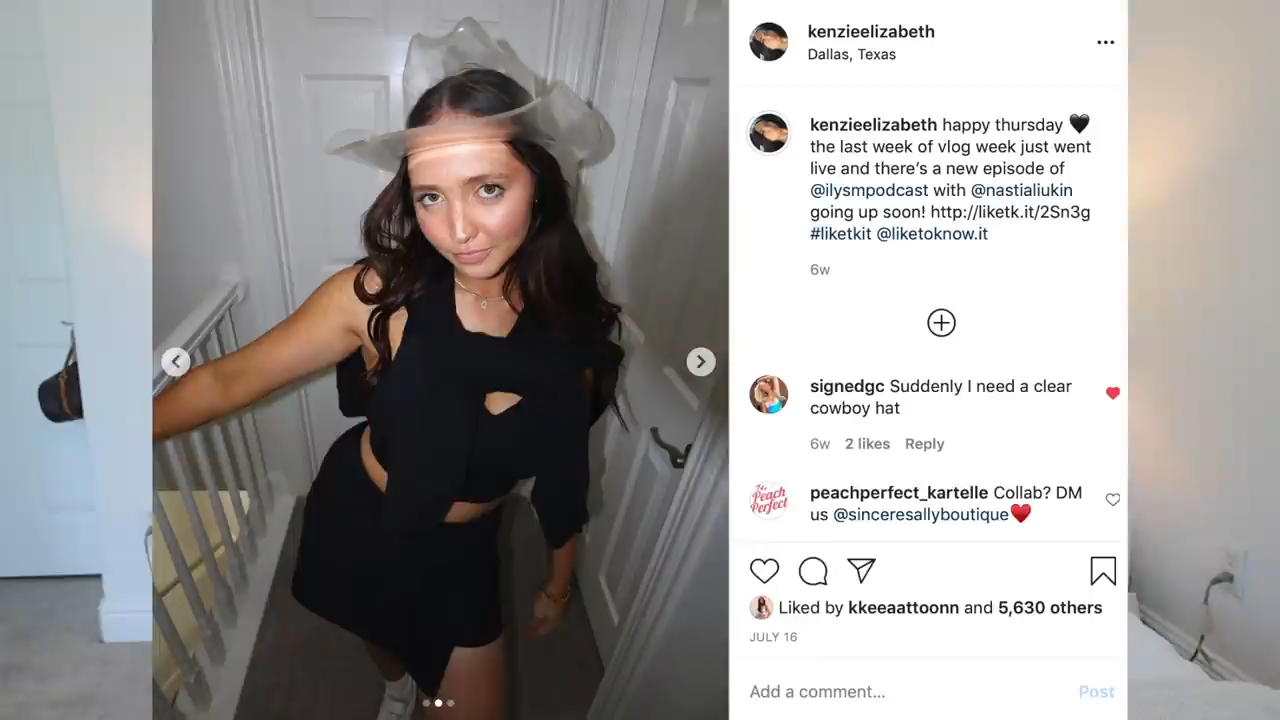 kenzieelizabeth
Dallas, Texas
kenzieelizabeth happy thursday 🖤
the last week of vlog week just went
live and there's a new episode of
@ilysmpodcast with @nastialiukin
going up soon! http://liketk.it/2Sn3g
#liketkit @liketoknow.it
6w
signedgc Suddenly I need a clear
cowboy hat
6w 2 likes Reply
The
Peach
Perfect
peachperfect_kartelle Collab? DM
us @sinceresallyboutique♥️
Liked by kkeeaattoonn and 5,630 others
JULY 16
Add a comment... Post